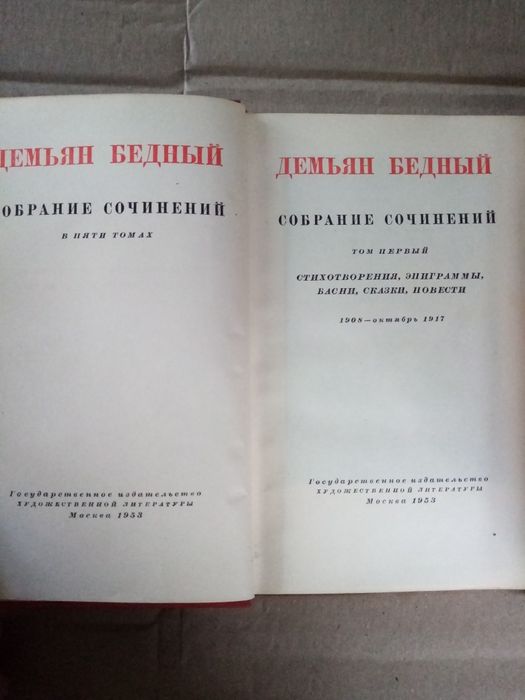 ДЕМЬЯН БЕДНЫЙ
СОБРАНИЕ СОЧИНЕНИЙ
В ПЯТИ ТОМАХ
Государственное издательство
ХУДОЖЕСТВЕННОЙ ЛИТЕРАТУРЫ
Москва 1953
ДЕМЬЯН БЕДНЫЙ
СОБРАНИЕ СОЧИНЕНИЙ
ТОМ ПЕРВЫЙ
СТИХОТВОРЕНИЯ, ЭПИГРАММЫ,
БАСНИ, СКАЗКИ, ПОВЕСТИ
1908—октябрь 1917
Государственное издательство
ХУДОЖЕСТВЕННОЙ ЛИТЕРАТУРЫ
Москва 1953